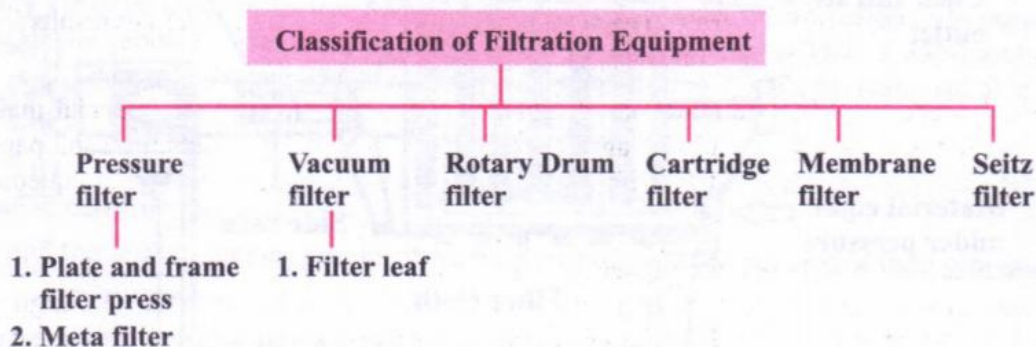 Classification of Filtration Equipment
Pressure filter
Vacuum filter
Rotary Drum filter
Cartridge filter
Membrane filter
Seitz filter
1. Plate and frame
filter press
2. Meta filter
1. Filter leaf